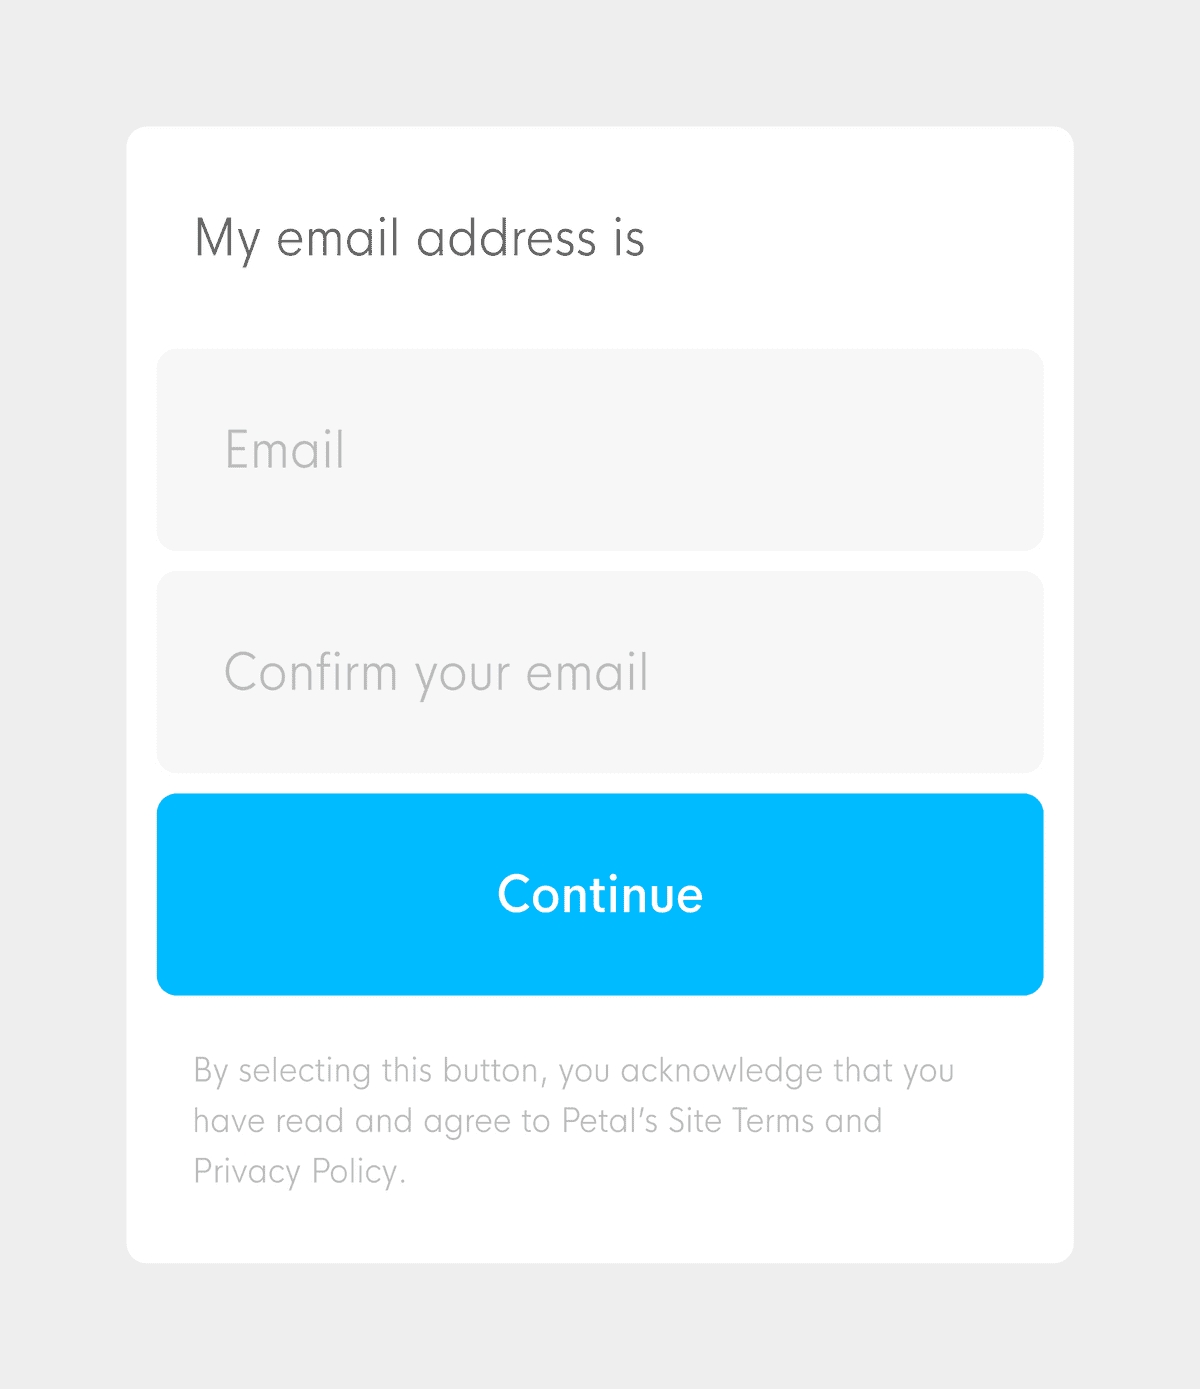 My email address is
Email
Confirm your email
Continue
By selecting this button, you acknowledge that you
have read and agree to Petal’s Site Terms and
Privacy Policy.